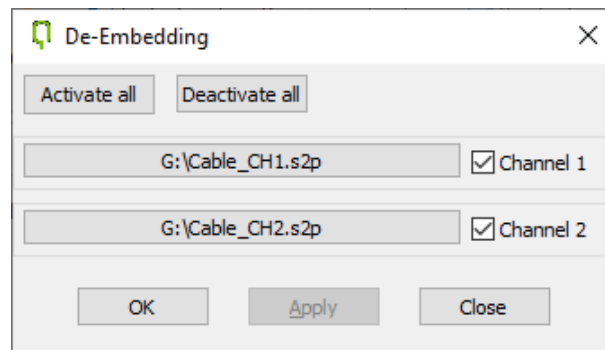 De-Embedding
Activate all Deactivate all
G:\Cable_CH1.s2p Channel 1
G:\Cable_CH2.s2p Channel 2
OK Apply Close